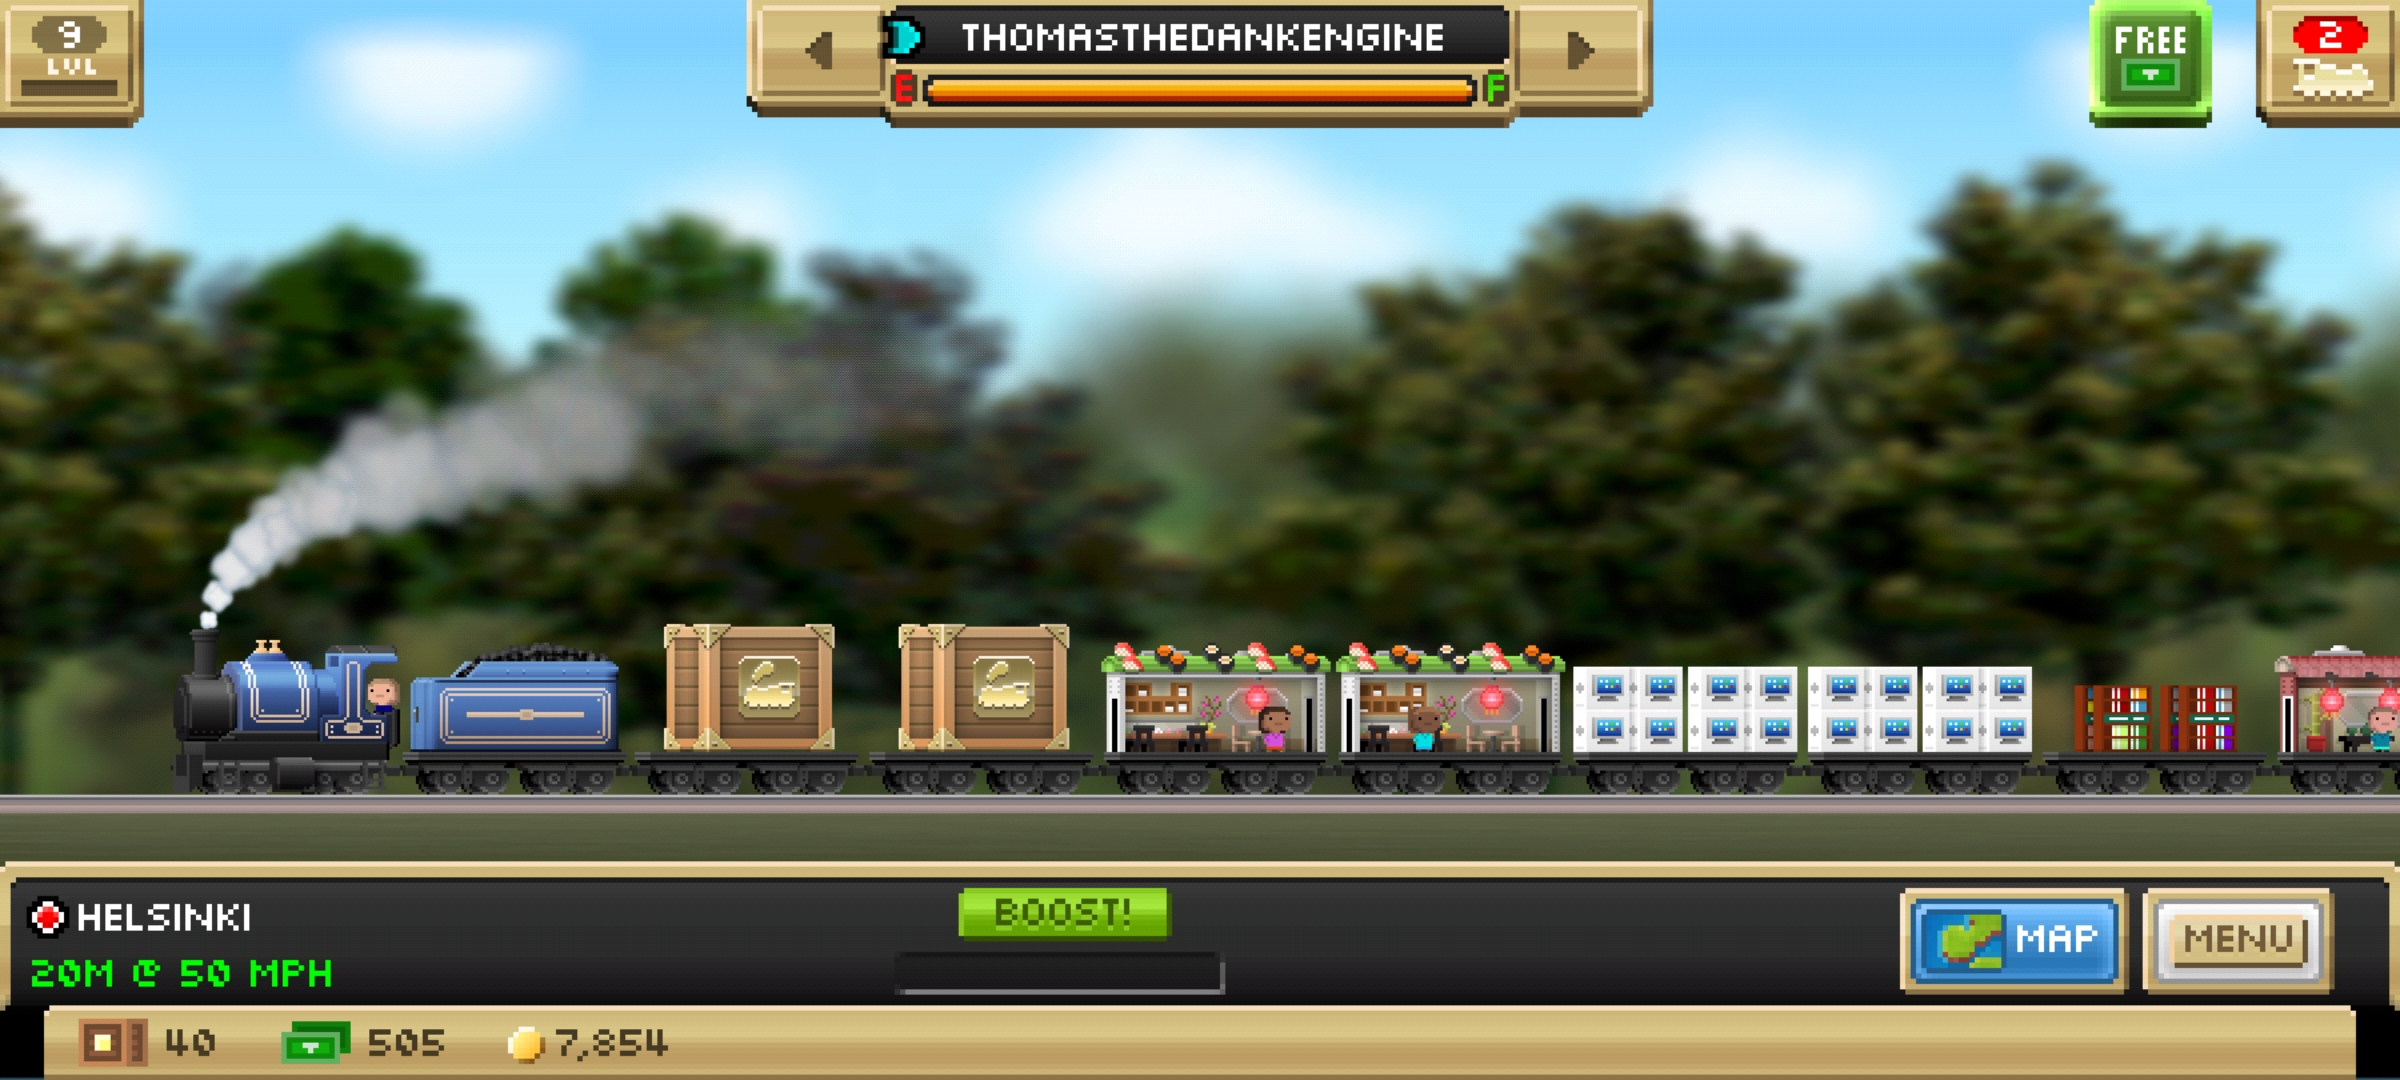 9
LVL
THOMASTHEDANKENGINE
E
F
FREE
2
HELSINKI
20M @ 50 MPH
BOOST!
MAP
MENU
40
505
7,854